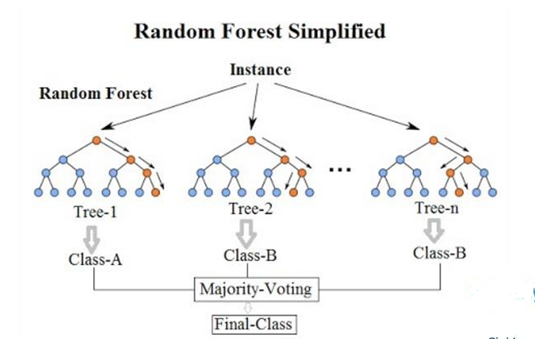 Random Forest Simplified
Instance
Random Forest
...
Tree-1 Tree-2 Tree-n
Class-A Class-B Class-B
Majority-Voting
Final-Class